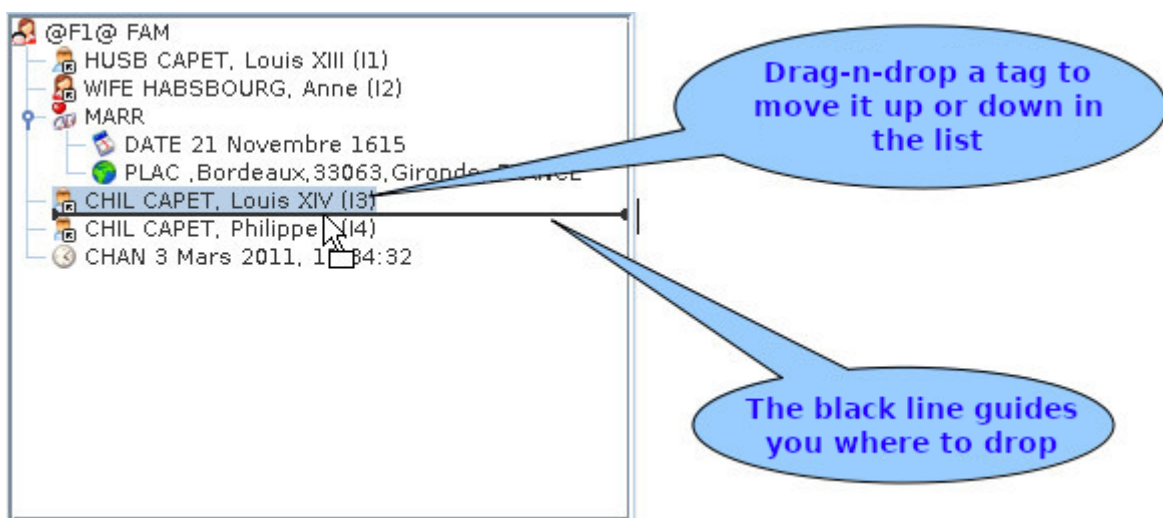 @F1@ FAM
HUSB CAPET, Louis XIII (I1)
WIFE HABSBOURG, Anne (I2)
MARR
DATE 21 Novembre 1615
PLAC ,Bordeaux,33063,Gironde,
CHIL CAPET, Louis XIV (I3)
CHIL CAPET, Philippe (I4)
CHAN 3 Mars 2011,
Drag-n-drop a tag to
move it up or down in
the list
The black line guides
you where to drop